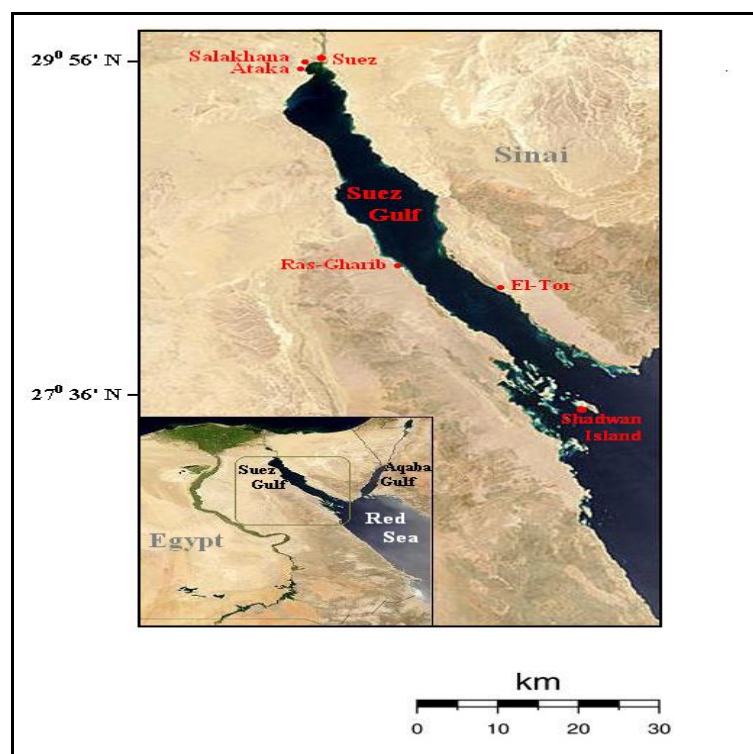 29⁰ 56' N
Salakhana
Ataka
Suez
Sinai
Suez
Gulf
Ras-Gharib
El-Tor
27⁰ 36' N
Shadwan
Island
Suez
Gulf
Aqaba
Gulf
Red
Sea
Egypt
km
0 10 20 30